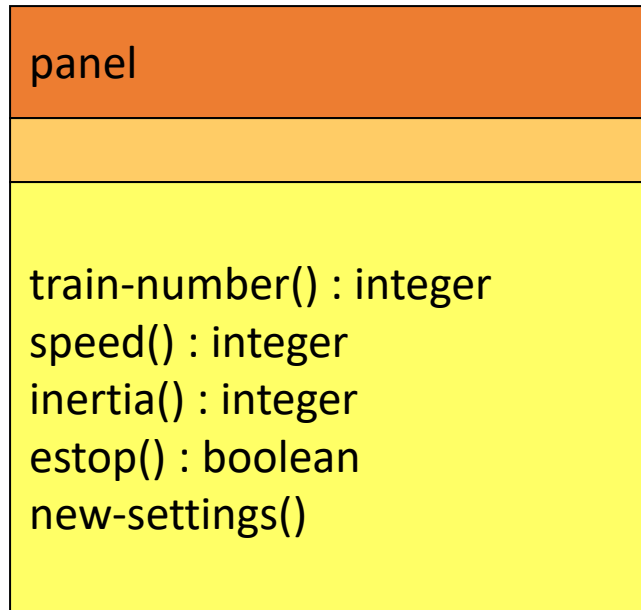 panel
train-number() : integer
speed() : integer
inertia() : integer
estop() : boolean
new-settings()